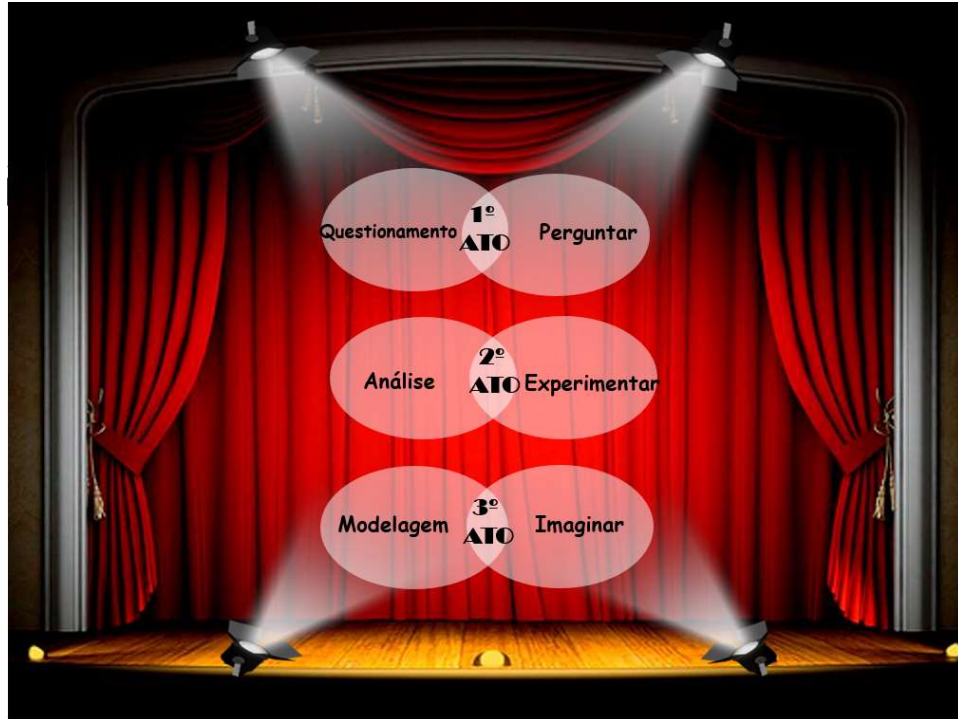 Questionamento
1º
ATO
Perguntar
Análise
2º
ATO
Experimentar
Modelagem
3º
ATO
Imaginar